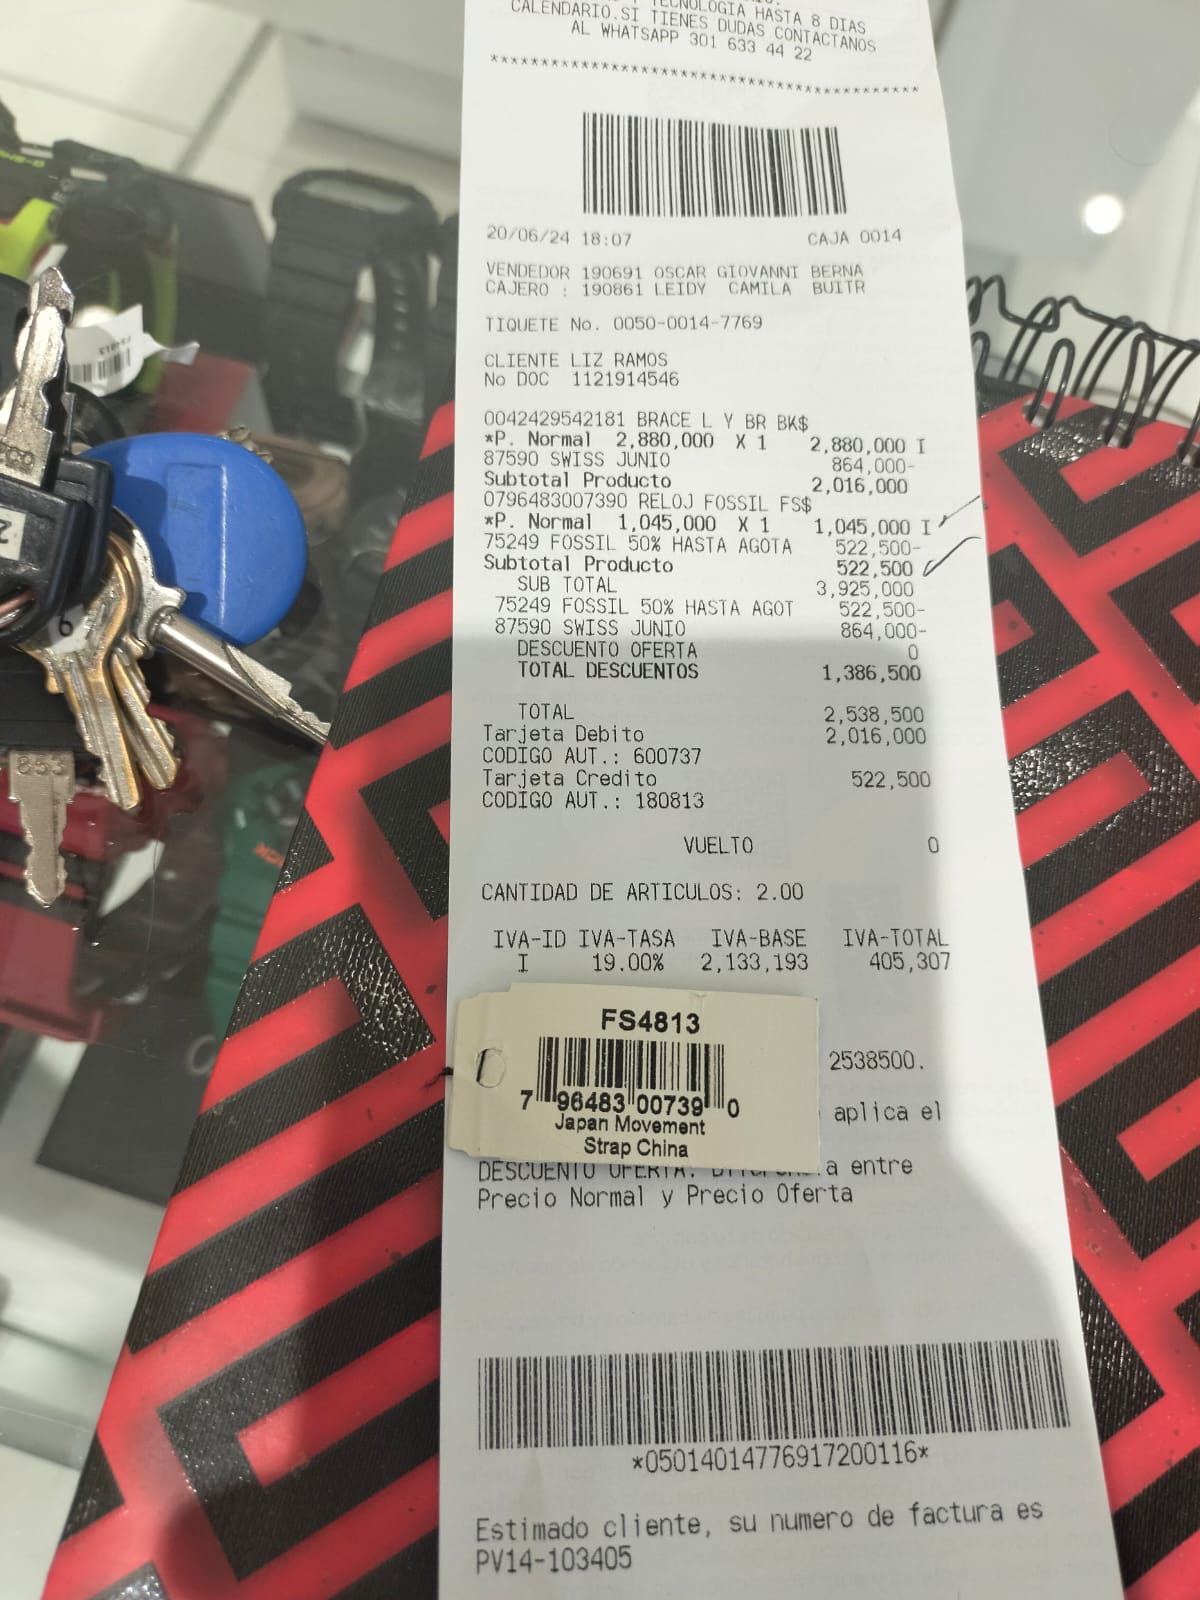 TECNOLOGIA HASTA 8 DIAS
CALENDARIO.SI TIENES DUDAS CONTACTANOS
AL WHATSAPP 301 633 44 22
******************************************
20/06/24 18:07 CAJA 0014
VENDEDOR 190691 OSCAR GIOVANNI BERNA
CAJERO : 190861 LEIDY CAMILA BUITR
TIQUETE No. 0050-0014-7769
CLIENTE LIZ RAMOS
No DOC 1121914546
0042429542181 BRACE L Y BR BK$
*P. Normal 2,880,000 X 1 2,880,000 I
87590 SWISS JUNIO 864,000-
Subtotal Producto 2,016,000
0796483007390 RELOJ FOSSIL FS$
*P. Normal 1,045,000 X 1 1,045,000 I
75249 FOSSIL 50% HASTA AGOTA 522,500-
Subtotal Producto 522,500
SUB TOTAL 3,925,000
75249 FOSSIL 50% HASTA AGOT 522,500-
87590 SWISS JUNIO 864,000-
DESCUENTO OFERTA 0
TOTAL DESCUENTOS 1,386,500
TOTAL 2,538,500
Tarjeta Debito 2,016,000
CODIGO AUT.: 600737
Tarjeta Credito 522,500
CODIGO AUT.: 180813
VUELTO 0
CANTIDAD DE ARTICULOS: 2.00
IVA-ID IVA-TASA IVA-BASE IVA-TOTAL
I 19.00% 2,133,193 405,307
FS4813
7 96483 00739 0
Japan Movement
Strap China
2538500.
aplica el
DESCUENTO OFERTA: entre
Precio Normal y Precio Oferta
*05014014776917200116*
Estimado cliente, su numero de factura es
PV14-103405
853
6